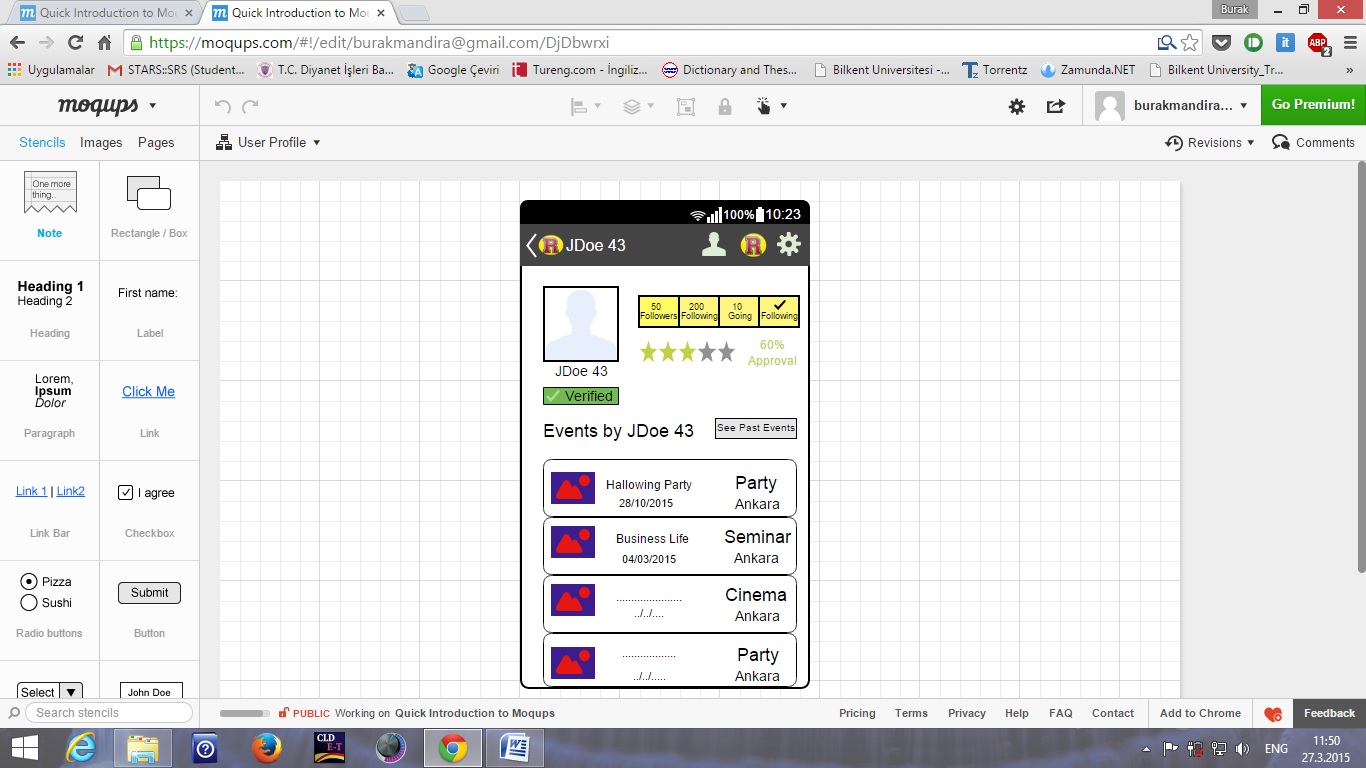 Quick Introduction to Mo
Quick Introduction to Mo
Burak
https://moqups.com/#!/edit/burakmandira@gmail.com/DjDbwrxi
ABP
2
Uygulamalar
STARS::SRS (Student...
T.C. Diyanet İşleri Ba...
Google Çeviri
Tureng.com - İngiliz...
Dictionary and Thes...
Bilkent Universitesi -...
Torrentz
Zamunda.NET
Bilkent University_Tr...
»
moqups
burakmandira...
Go Premium!
Stencils Images Pages
User Profile
Revisions
Comments
One more
thing..
Note
Rectangle / Box
Heading 1
Heading 2
Heading
First name:
Label
Lorem,
Ipsum
Dolor
Paragraph
Click Me
Link
Link 1 | Link2
Link Bar
I agree
Checkbox
Pizza
Sushi
Radio buttons
Submit
Button
Select
John Doe
Search stencils
100% 10:23
R JDoe 43 R
50
Followers
200
Following
10
Going
Following
60%
Approval
JDoe 43
Verified
Events by JDoe 43
See Past Events
Hallowing Party
28/10/2015
Party
Ankara
Business Life
04/03/2015
Seminar
Ankara
......................
../../....
Cinema
Ankara
..................
../../.....
Party
Ankara
PUBLIC Working on Quick Introduction to Moqups
Pricing Terms Privacy Help FAQ Contact Add to Chrome Feedback
CLD
E-T
ENG
11:50
27.3.2015